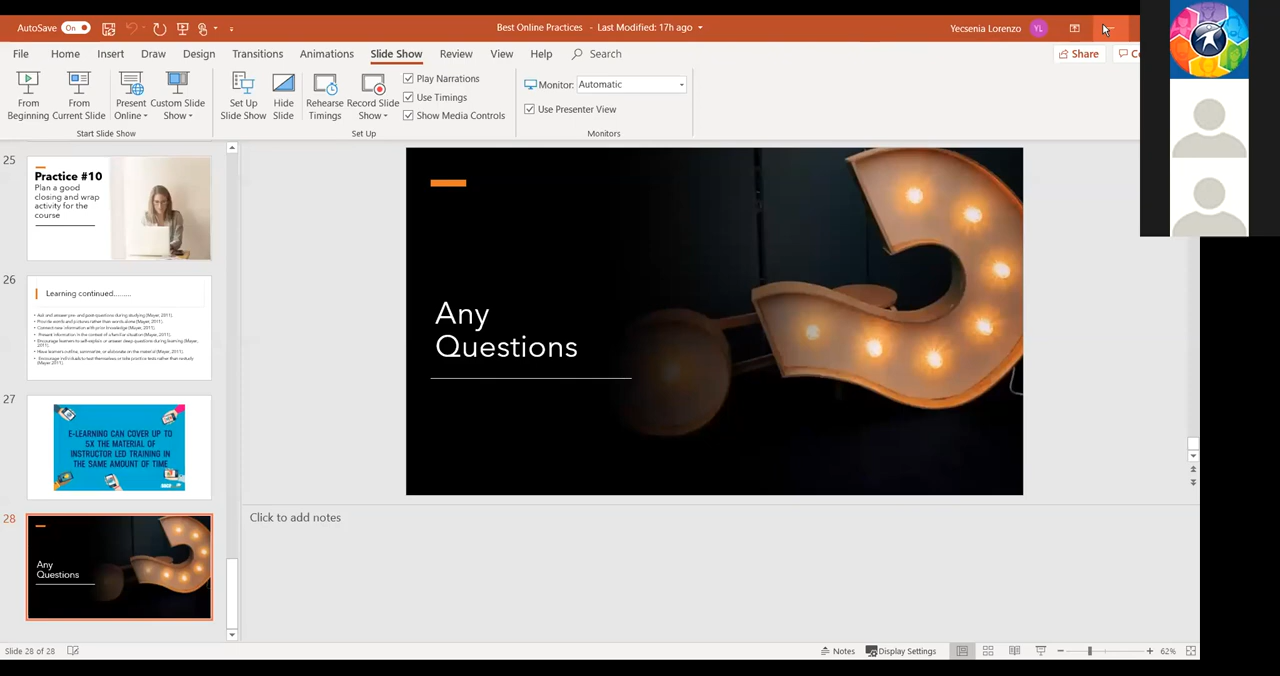 AutoSave On
Best Online Practices - Last Modified: 17h ago
Yecsenia Lorenzo YL
File Home Insert Draw Design Transitions Animations Slide Show Review View Help Search
Share
Co
From Beginning
From Current Slide
Present Online
Custom Slide Show
Start Slide Show
Set Up Slide Show
Hide Slide
Rehearse Timings
Record Slide Show
Play Narrations
Use Timings
Show Media Controls
Set Up
Monitor: Automatic
Use Presenter View
Monitors
25
Practice #10
Plan a good
closing and wrap
activity for the
course
26
Learning continued.........
27
E-LEARNING CAN COVER UP TO
5X THE MATERIAL OF
INSTRUCTOR LED TRAINING IN
THE SAME AMOUNT OF TIME
28
Any
Questions
Any
Questions
Click to add notes
Slide 28 of 28
Notes
Display Settings
62%